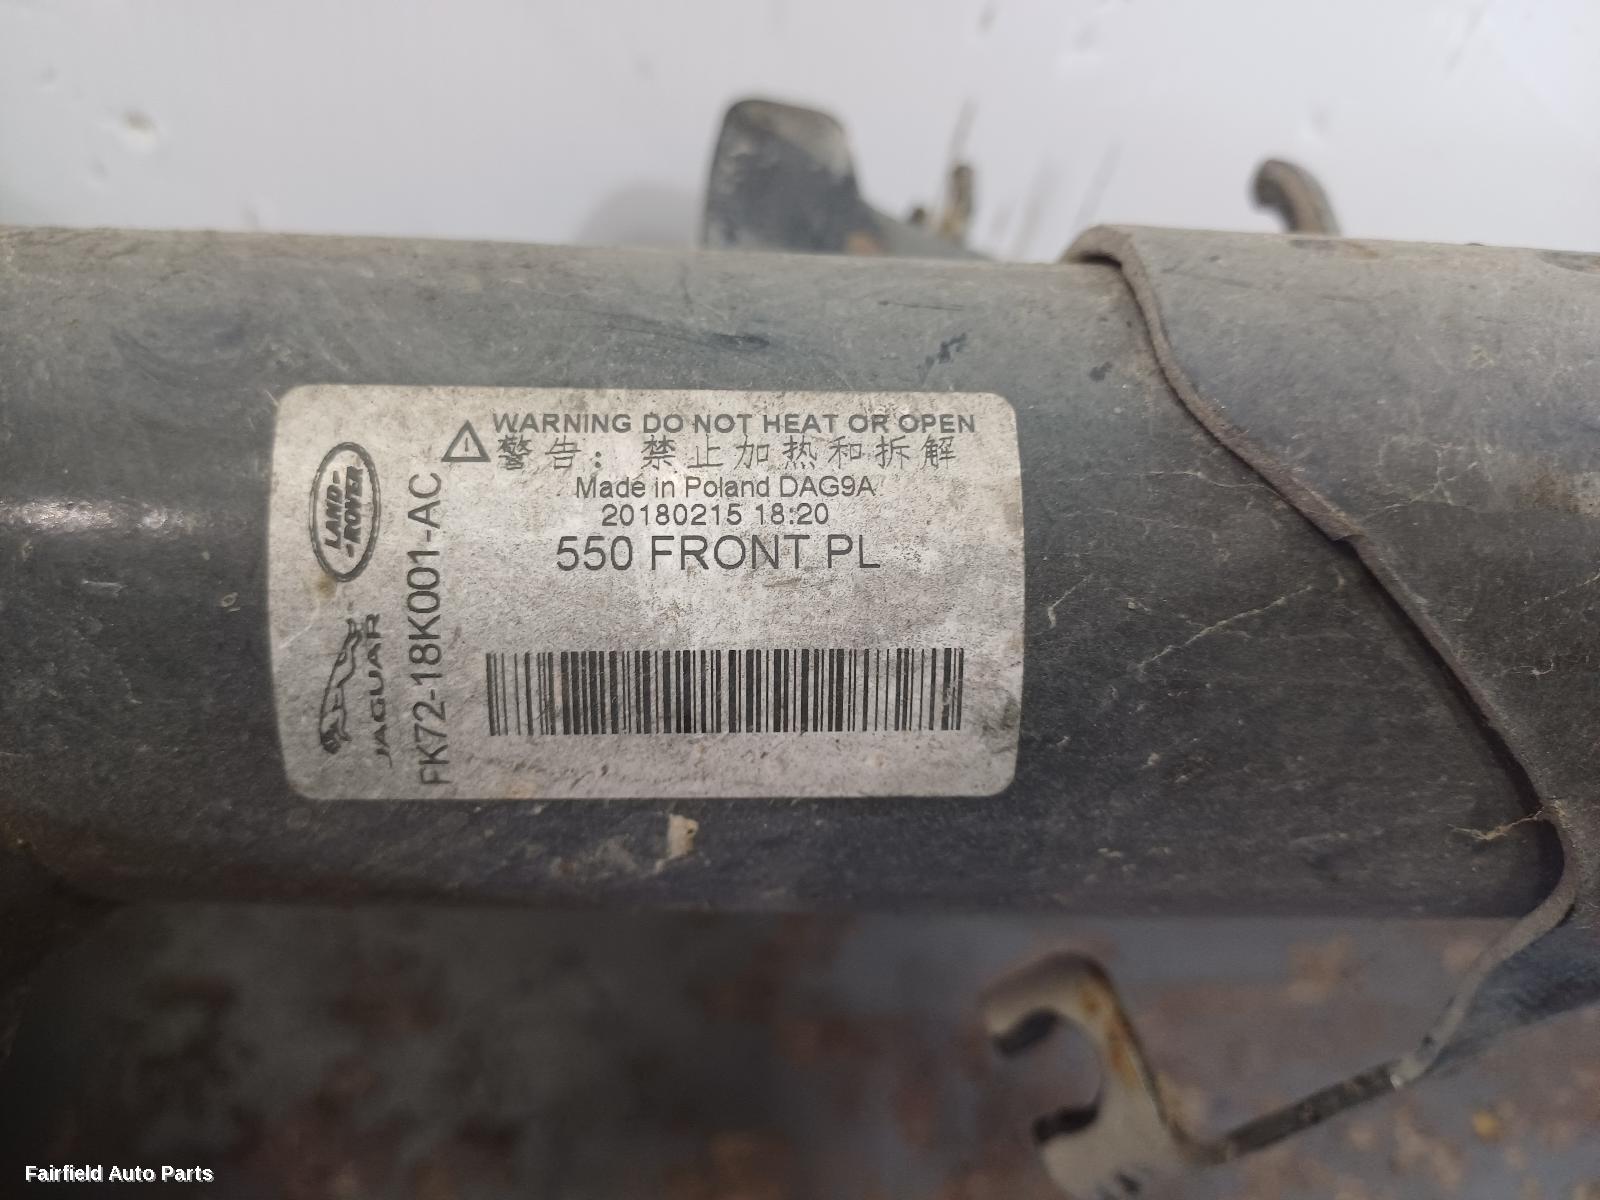 WARNING DO NOT HEAT OR OPEN
警告： 禁止加热和拆解
Made in Poland DAG9A
20180215 18:20
550 FRONT PL
LAND-
-ROVER
JAGUAR
FK72-18K001-AC
Fairfield Auto Parts